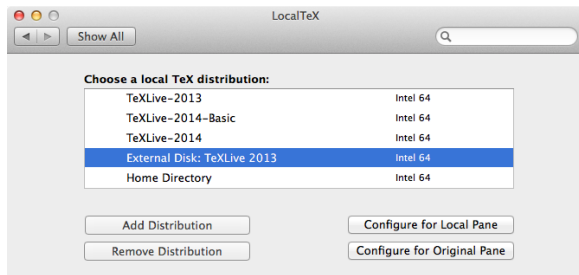 LocalTeX
Show All
Choose a local TeX distribution:
TeXLive-2013 Intel 64
TeXLive-2014-Basic Intel 64
TeXLive-2014 Intel 64
External Disk: TeXLive 2013 Intel 64
Home Directory Intel 64
Add Distribution Configure for Local Pane
Remove Distribution Configure for Original Pane